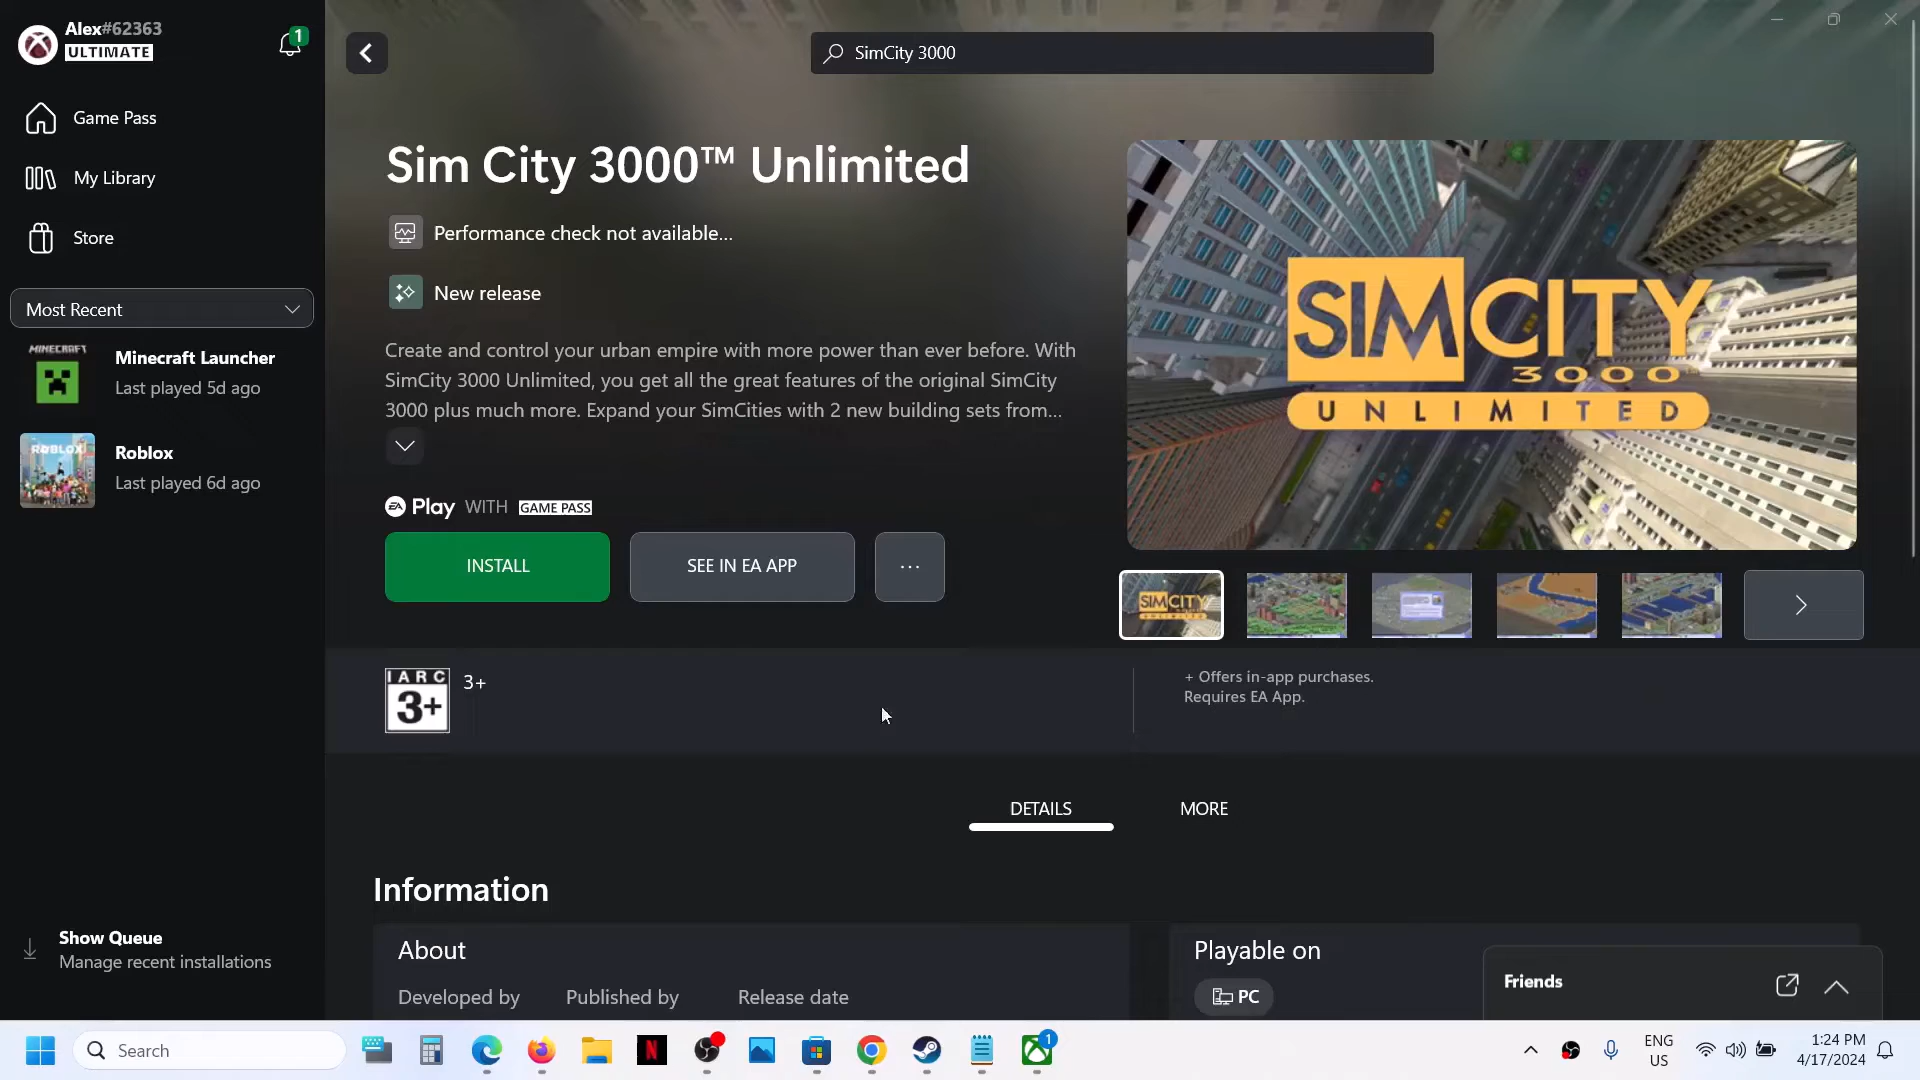 Alex#62363
ULTIMATE
1
Game Pass
My Library
Store
Most Recent
MINECRAFT
Minecraft Launcher
Last played 5d ago
ROBLOX
Roblox
Last played 6d ago
Show Queue
Manage recent installations
SimCity 3000
Sim City 3000™ Unlimited
Performance check not available...
New release
Create and control your urban empire with more power than ever before. With
SimCity 3000 Unlimited, you get all the great features of the original SimCity
3000 plus much more. Expand your SimCities with 2 new building sets from...
EA Play WITH GAME PASS
INSTALL
SEE IN EA APP
...
SIMCITY
3000™
UNLIMITED
SIMCITY
IARC
3+
3+
+ Offers in-app purchases.
Requires EA App.
DETAILS
MORE
Information
About
Developed by
Published by
Release date
Playable on
PC
Friends
Search
N
1
ENG
US
1:24 PM
4/17/2024